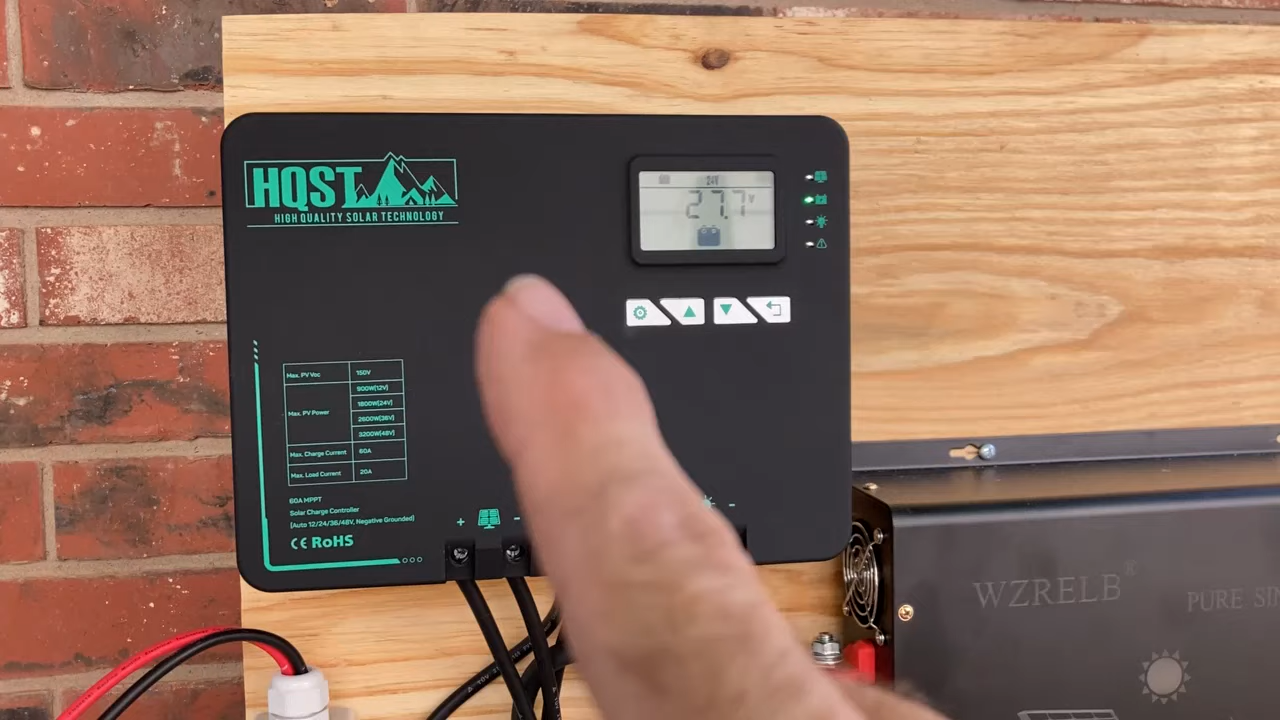 HQST
HIGH QUALITY SOLAR TECHNOLOGY
24V
27.7V
Max. PV Voc 150V
Max. PV Power 900W(12V)
1800W(24V)
2600W(36V)
3200W(48V)
Max. Charge Current 60A
Max. Load Current 20A
60A MPPT
Solar Charge Controller
(Auto 12/24/36/48V, Negative Grounded)
CE RoHS
+ -
-
WZRELB®
PURE SI